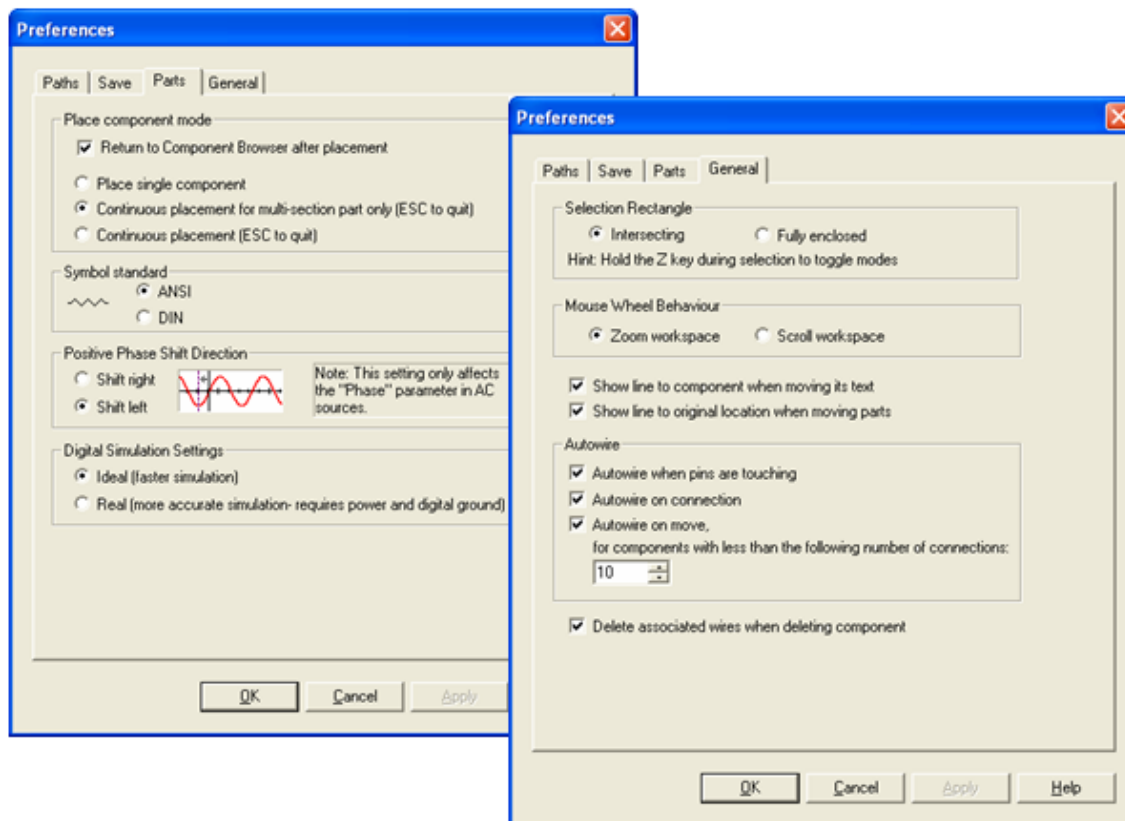 Preferences
Paths Save Parts General
Place component mode
Return to Component Browser after placement
Place single component
Continuous placement for multi-section part only (ESC to quit)
Continuous placement (ESC to quit)
Symbol standard
ANSI
DIN
Positive Phase Shift Direction
Shift right
Shift left
Note: This setting only affects
the "Phase" parameter in AC
sources.
Digital Simulation Settings
Ideal (faster simulation)
Real (more accurate simulation- requires power and digital ground)
OK Cancel Apply
Preferences
Paths Save Parts General
Selection Rectangle
Intersecting Fully enclosed
Hint: Hold the Z key during selection to toggle modes
Mouse Wheel Behaviour
Zoom workspace Scroll workspace
Show line to component when moving its text
Show line to original location when moving parts
Autowire
Autowire when pins are touching
Autowire on connection
Autowire on move,
for components with less than the following number of connections:
10
Delete associated wires when deleting component
OK Cancel Apply Help